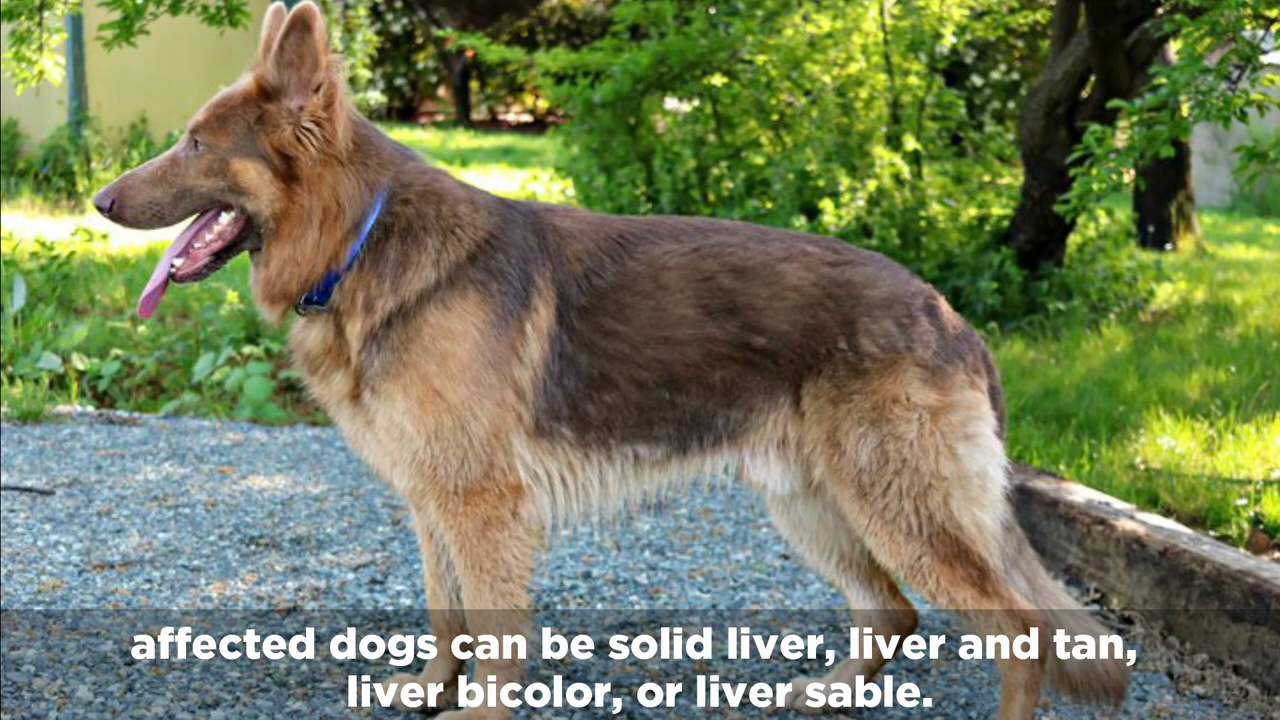 affected dogs can be solid liver, liver and tan,
liver bicolor, or liver sable.